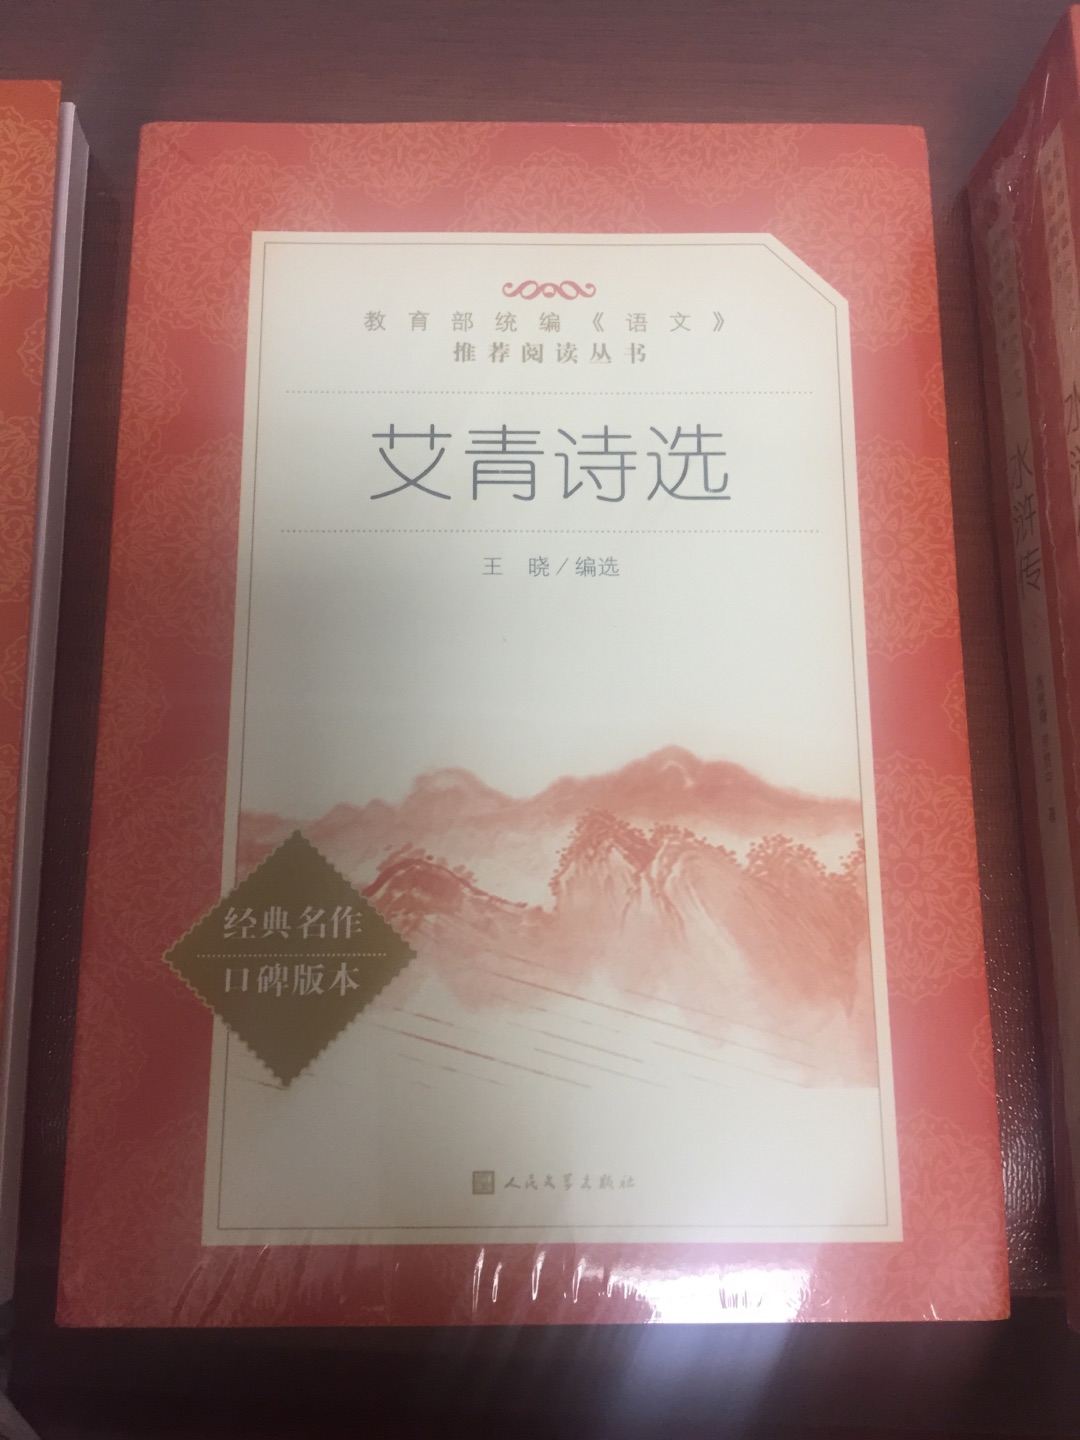 教育部统编《语文》
推荐阅读丛书
艾青诗选
王 晓／编选
经典名作
口碑版本
人民文学出版社
水浒传
水浒